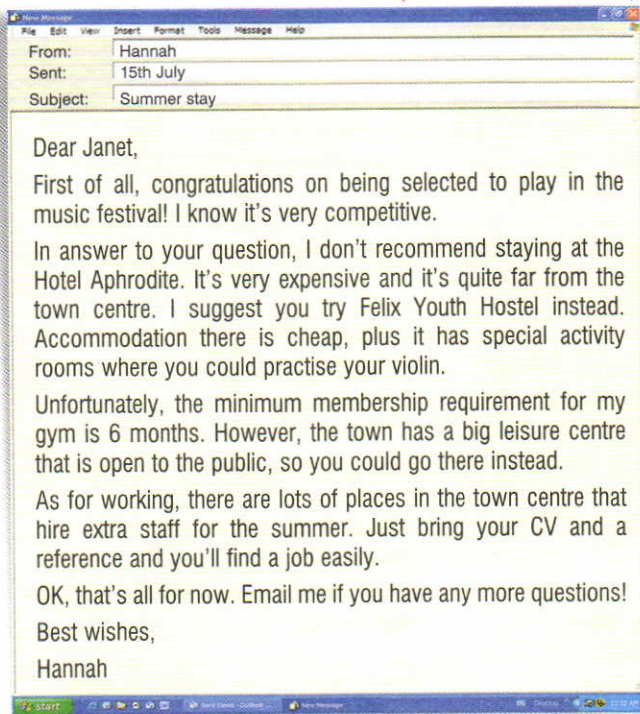 New Message
File Edit View Insert Format Tools Message Help
From: Hannah
Sent: 15th July
Subject: Summer stay
Dear Janet,
First of all, congratulations on being selected to play in the
music festival! I know it's very competitive.
In answer to your question, I don't recommend staying at the
Hotel Aphrodite. It's very expensive and it's quite far from the
town centre. I suggest you try Felix Youth Hostel instead.
Accommodation there is cheap, plus it has special activity
rooms where you could practise your violin.
Unfortunately, the minimum membership requirement for my
gym is 6 months. However, the town has a big leisure centre
that is open to the public, so you could go there instead.
As for working, there are lots of places in the town centre that
hire extra staff for the summer. Just bring your CV and a
reference and you'll find a job easily.
OK, that's all for now. Email me if you have any more questions!
Best wishes,
Hannah
start New Message